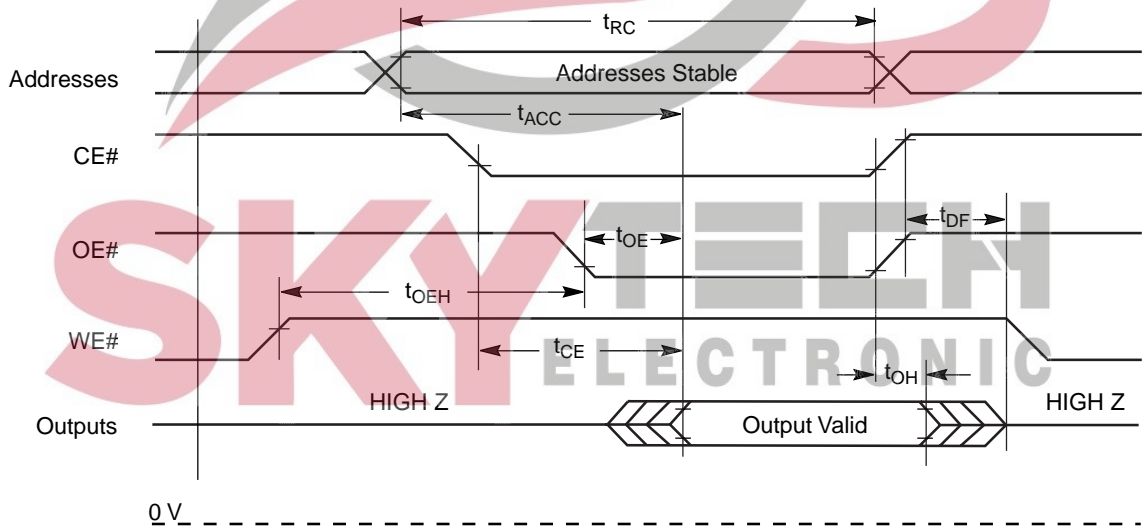 tRC
Addresses
Addresses Stable
tACC
CE#
tDF
SKYTECH
OE#
tOE
tOEH
WE#
tCE
ELECTRONIC
tOH
HIGH Z
HIGH Z
Outputs
Output Valid
0 V